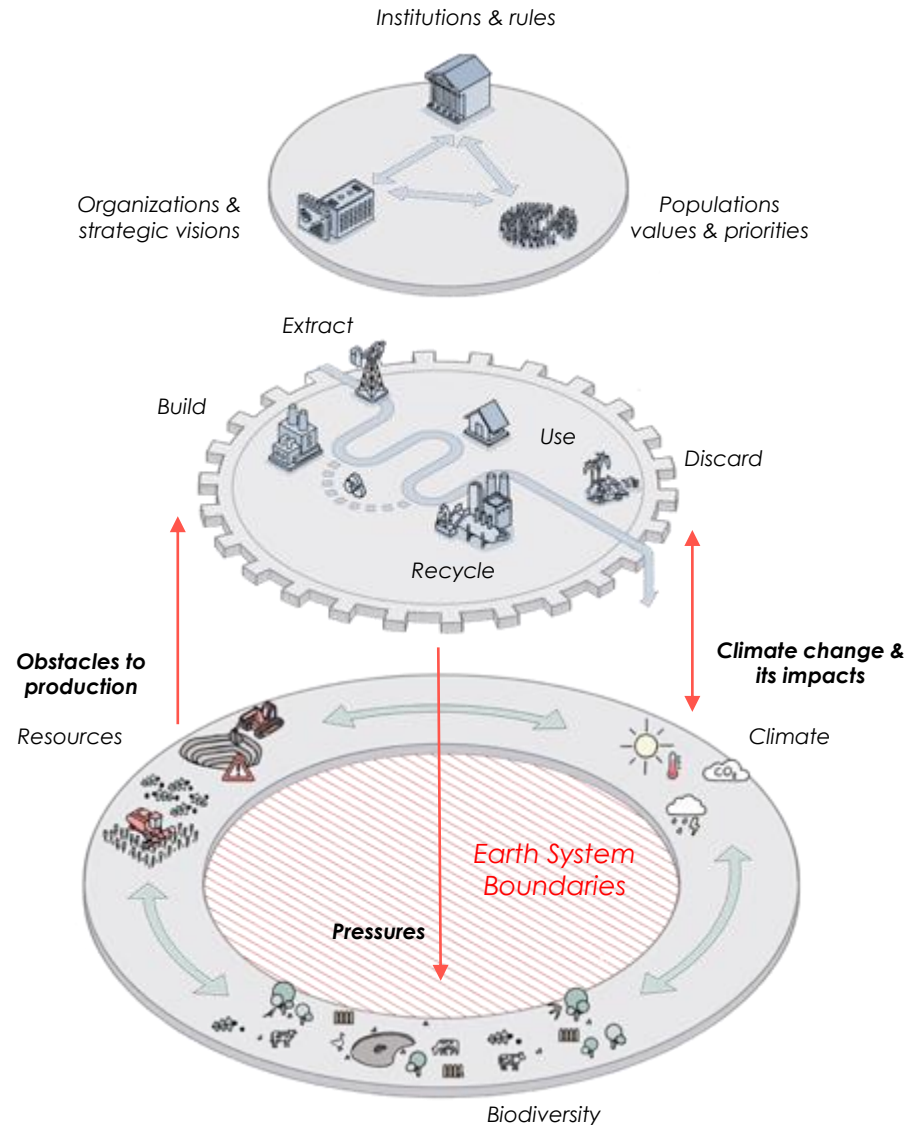 Institutions & rules
Organizations &
strategic visions
Populations
values & priorities
Extract
Build
Use
Discard
Recycle
Obstacles to
production
Climate change &
its impacts
Resources
Climate
CO₂
Earth System
Boundaries
Pressures
Biodiversity